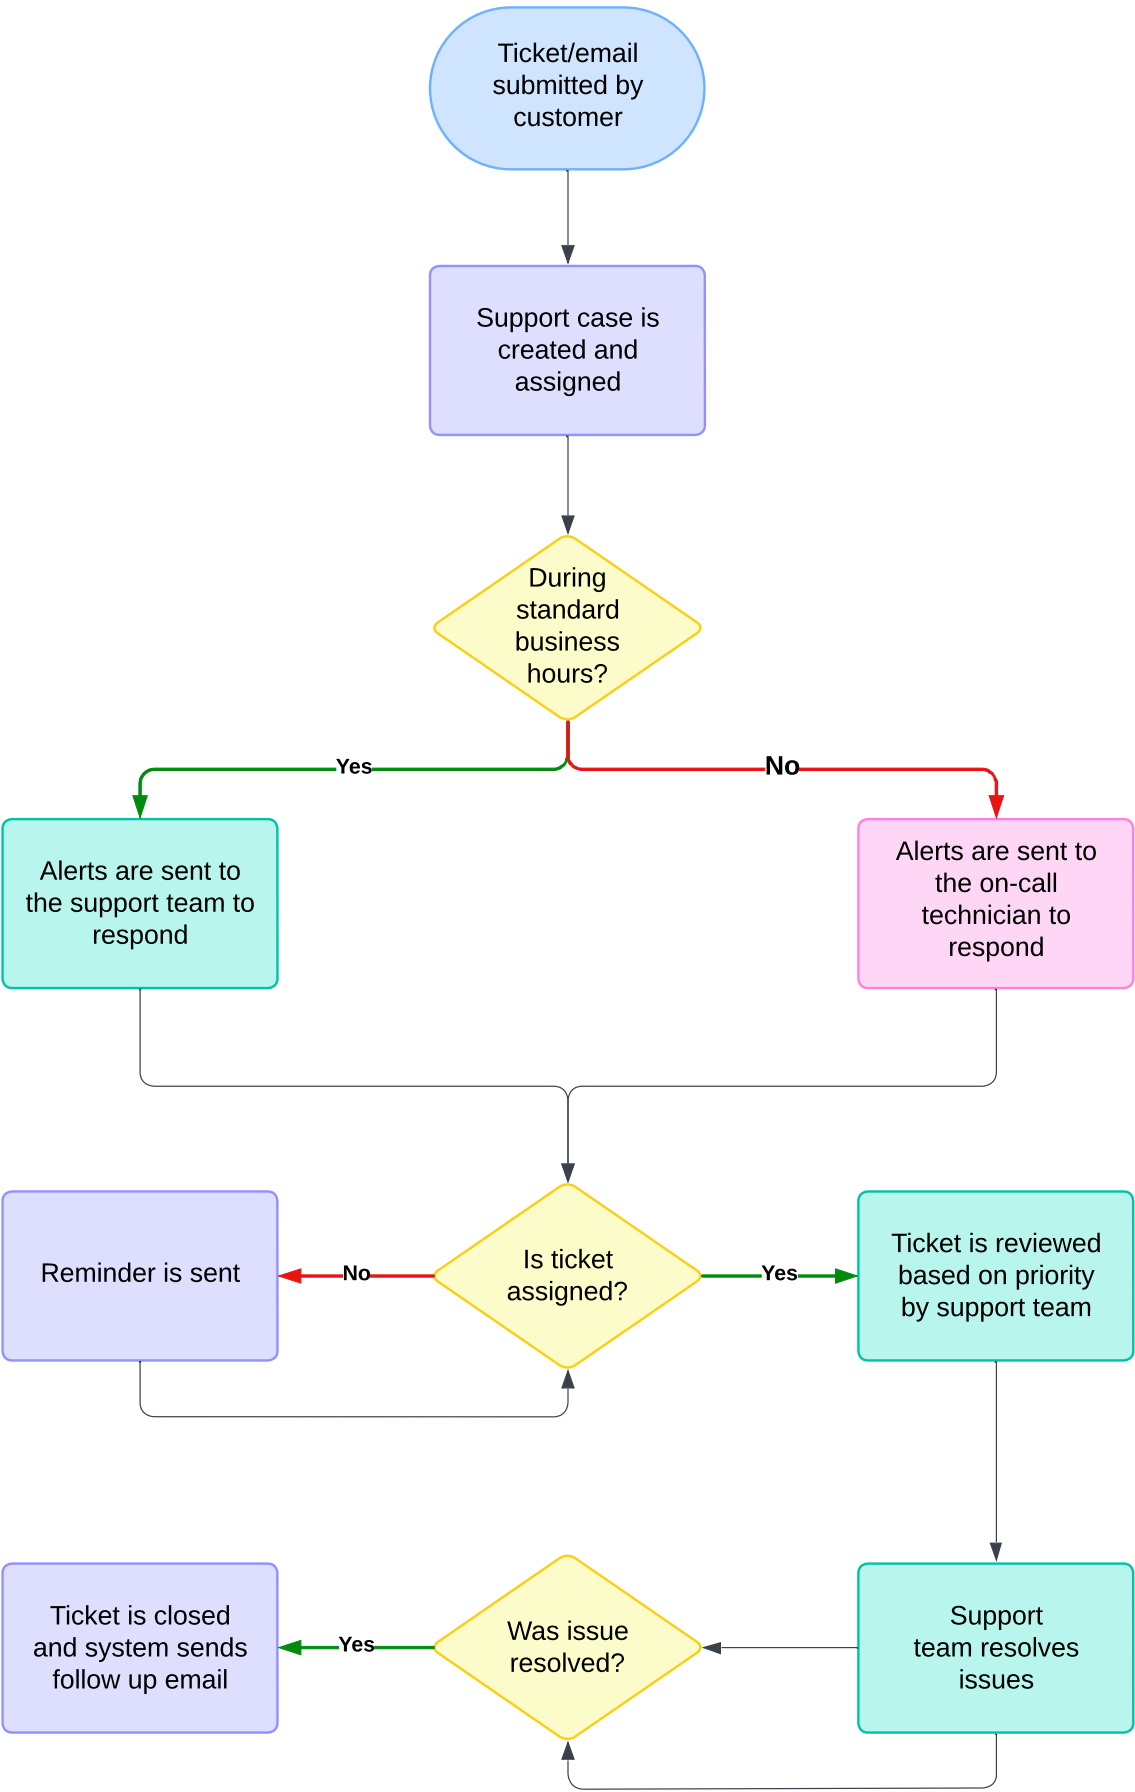 Ticket/email
submitted by
customer
Support case is
created and
assigned
During
standard
business
hours?
Yes
No
Alerts are sent to
the support team to
respond
Alerts are sent to
the on-call
technician to
respond
Reminder is sent
No
Is ticket
assigned?
Yes
Ticket is reviewed
based on priority
by support team
Ticket is closed
and system sends
follow up email
Yes
Was issue
resolved?
Support
team resolves
issues